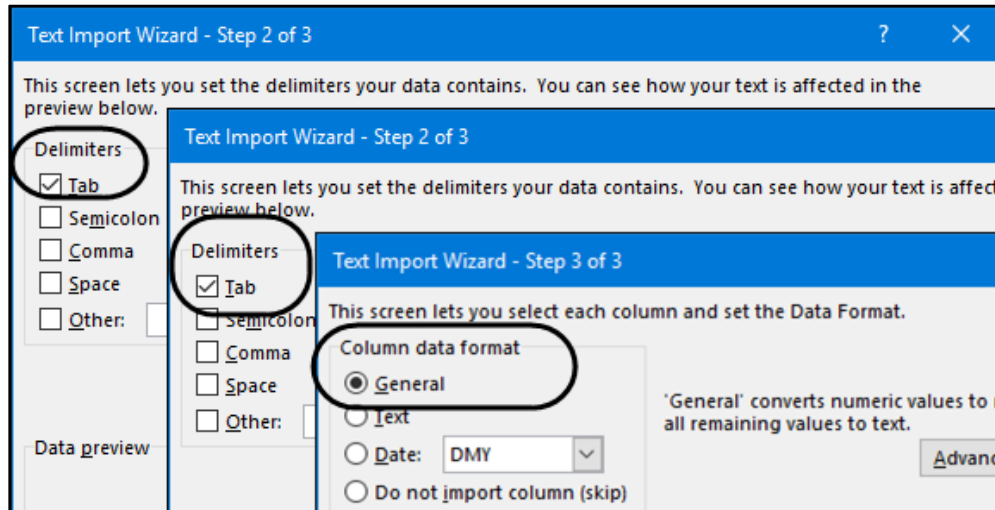 Text Import Wizard - Step 2 of 3
?
This screen lets you set the delimiters your data contains. You can see how your text is affected in the
preview below.
Delimiters
Tab
Semicolon
Comma
Space
Other:
Data preview
Text Import Wizard - Step 2 of 3
This screen lets you set the delimiters your data contains. You can see how your text is affect
preview below.
Delimiters
Tab
Semicolon
Comma
Space
Other:
Text Import Wizard - Step 3 of 3
This screen lets you select each column and set the Data Format.
Column data format
General
Text
Date: DMY
Do not import column (skip)
'General' converts numeric values to
all remaining values to text.
Advanc